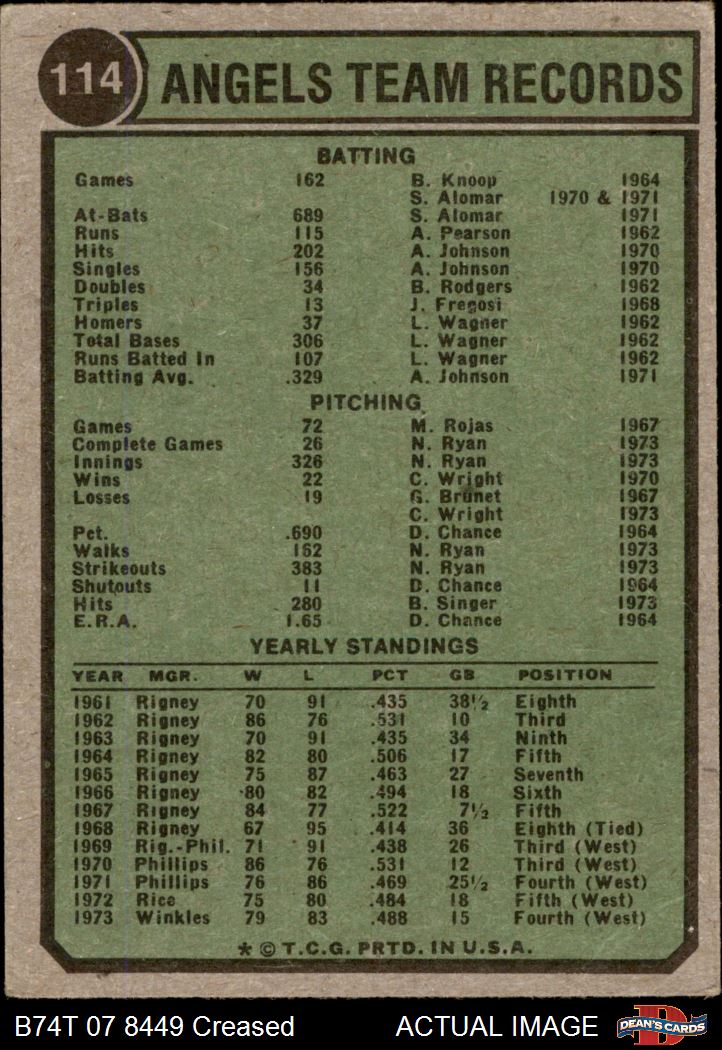 114 ANGELS TEAM RECORDS
BATTING
Games 162 B. Knoop 1964
S. Alomar 1970 & 1971
At-Bats 689 S. Alomar 1971
Runs 115 A. Pearson 1962
Hits 202 A. Johnson 1970
Singles 156 A. Johnson 1970
Doubles 34 B. Rodgers 1962
Triples 13 J. Fregosi 1968
Homers 37 L. Wagner 1962
Total Bases 306 L. Wagner 1962
Runs Batted In 107 L. Wagner 1962
Batting Avg. .329 A. Johnson 1971
PITCHING
Games 72 M. Rojas 1967
Complete Games 26 N. Ryan 1973
Innings 326 N. Ryan 1973
Wins 22 C. Wright 1970
Losses 19 G. Brunet 1967
C. Wright 1973
Pct. .690 D. Chance 1964
Walks 162 N. Ryan 1973
Strikeouts 383 N. Ryan 1973
Shutouts 11 D. Chance 1964
Hits 280 B. Singer 1973
E.R.A. 1.65 D. Chance 1964
YEARLY STANDINGS
YEAR MGR. W L PCT GB POSITION
1961 Rigney 70 91 .435 38½ Eighth
1962 Rigney 86 76 .531 10 Third
1963 Rigney 70 91 .435 34 Ninth
1964 Rigney 82 80 .506 17 Fifth
1965 Rigney 75 87 .463 27 Seventh
1966 Rigney 80 82 .494 18 Sixth
1967 Rigney 84 77 .522 7½ Fifth
1968 Rigney 67 95 .414 36 Eighth (Tied)
1969 Rig.-Phil. 71 91 .438 26 Third (West)
1970 Phillips 86 76 .531 12 Third (West)
1971 Phillips 76 86 .469 25½ Fourth (West)
1972 Rice 75 80 .484 18 Fifth (West)
1973 Winkles 79 83 .488 15 Fourth (West)
* © T.C.G. PRTD. IN U.S.A.
B74T 07 8449 Creased ACTUAL IMAGE D DEAN'S CARDS